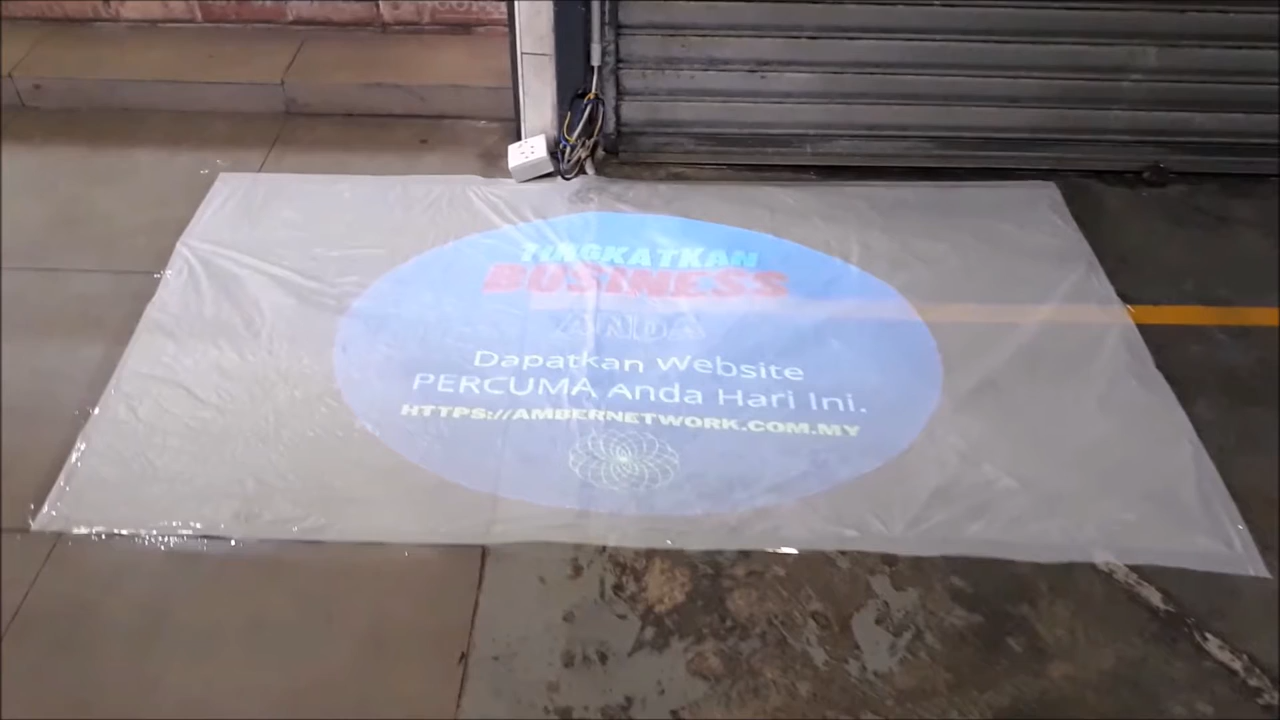 TINGKATKAN
BUSINESS
ANDA
Dapatkan Website
PERCUMA Anda Hari Ini.
HTTPS://AMBERNETWORK.COM.MY